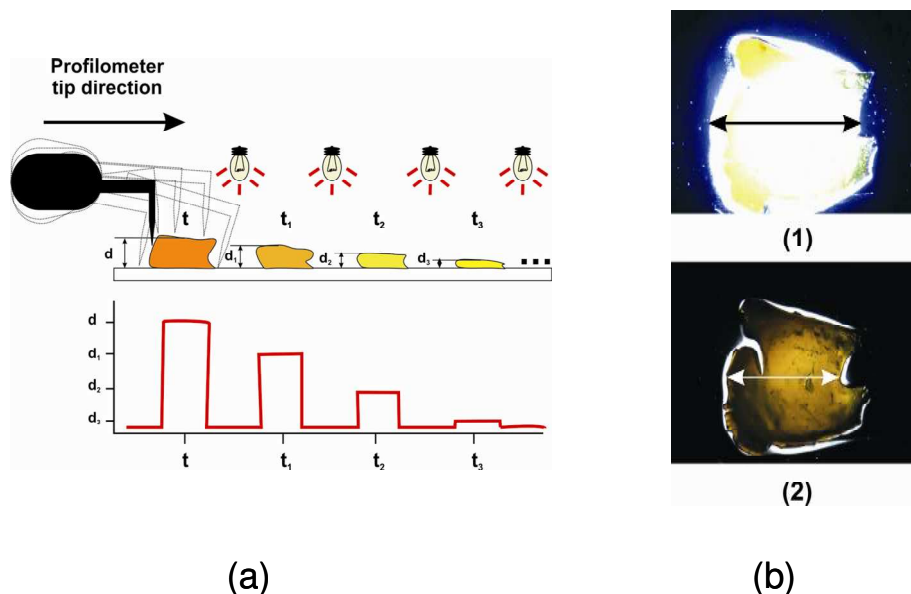 Profilometer
tip direction
t t₁ t₂ t₃
d d₁ d₂ d₃
d
d₁
d₂
d₃
t t₁ t₂ t₃
(1)
(2)
(a) (b)